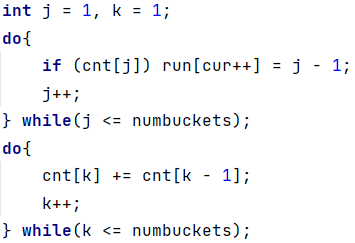 int j = 1, k = 1;
do{
    if (cnt[j]) run[cur++] = j - 1;
    j++;
} while(j <= numbuckets);
do{
    cnt[k] += cnt[k - 1];
    k++;
} while(k <= numbuckets);